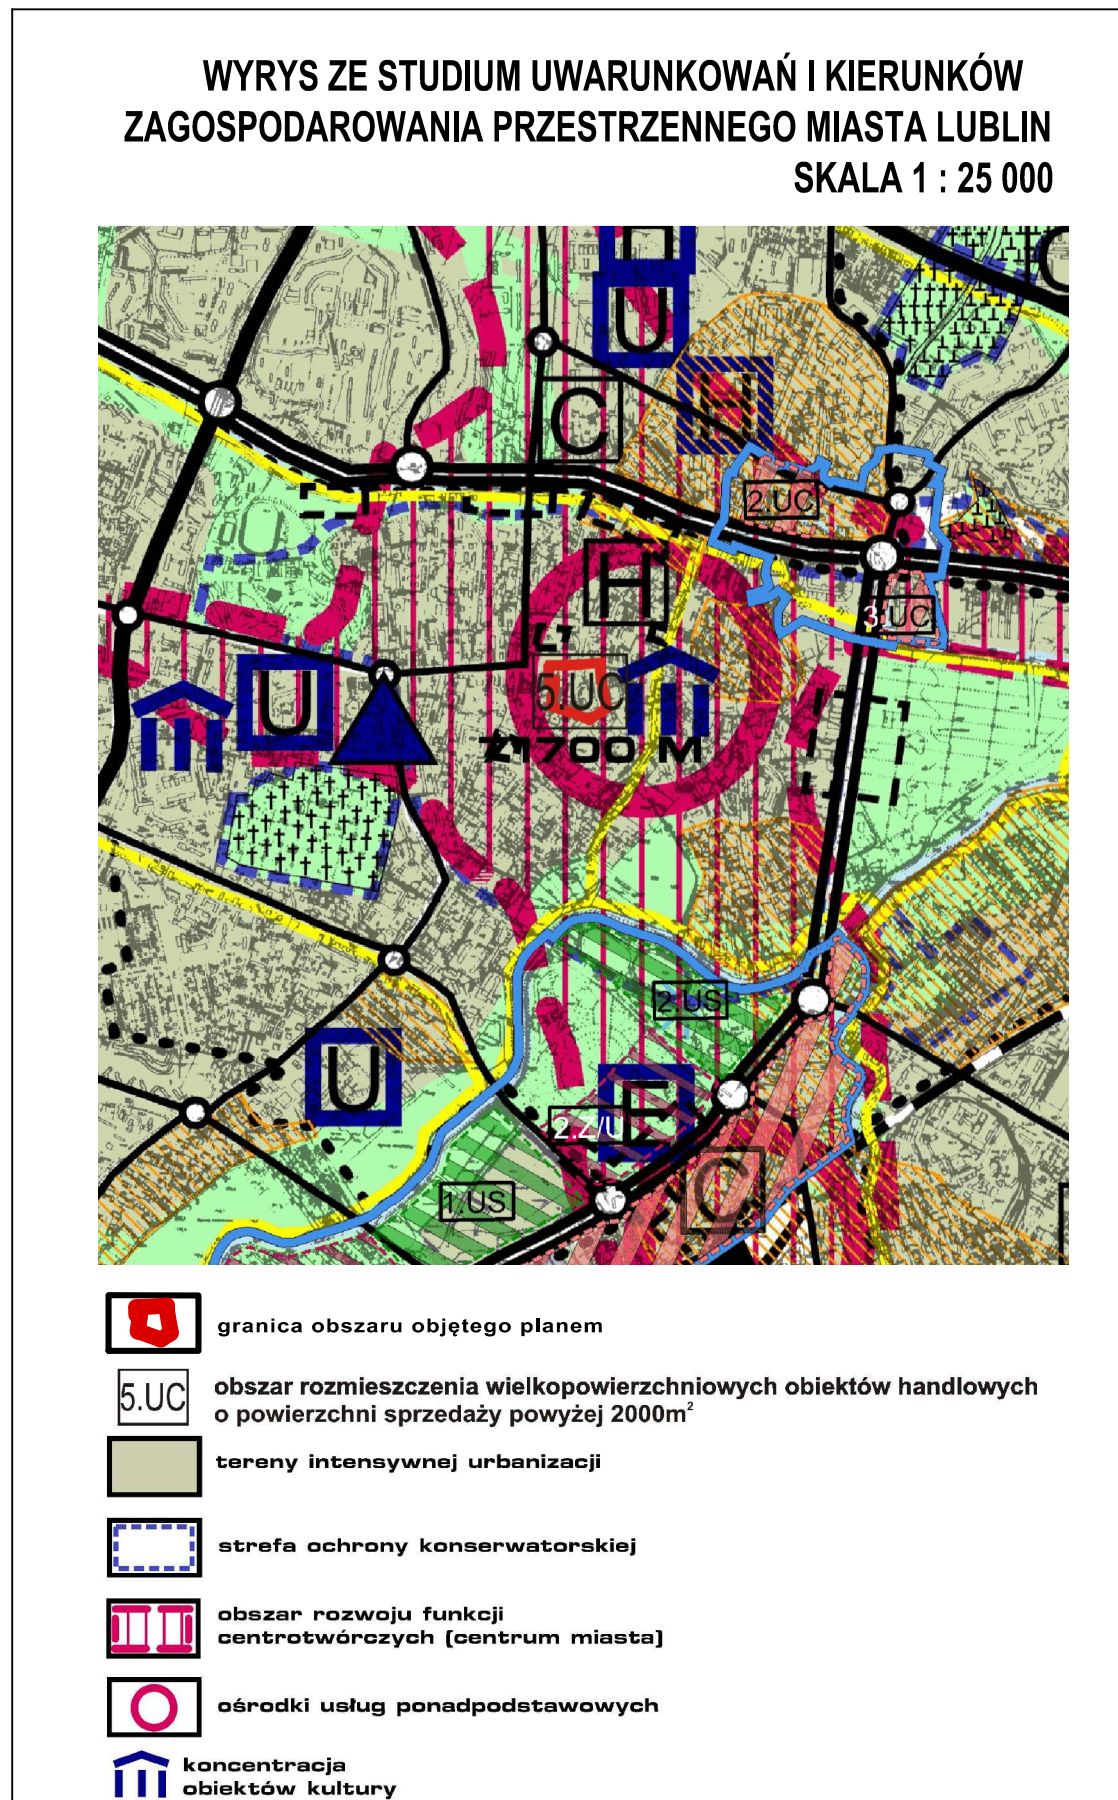 WYRYS ZE STUDIUM UWARUNKOWAŃ I KIERUNKÓW
ZAGOSPODAROWANIA PRZESTRZENNEGO MIASTA LUBLIN
SKALA 1 : 25 000
H
U
C
C
H
2.UC
U
H
3.UC
5.UC
U
1700 M
2.US
U
E
2.Z/U
1.US
C
granica obszaru objętego planem
5.UC
obszar rozmieszczenia wielkopowierzchniowych obiektów handlowych
o powierzchni sprzedaży powyżej 2000m²
tereny intensywnej urbanizacji
strefa ochrony konserwatorskiej
obszar rozwoju funkcji
centrotwórczych (centrum miasta)
ośrodki usług ponadpodstawowych
koncentracja
obiektów kultury